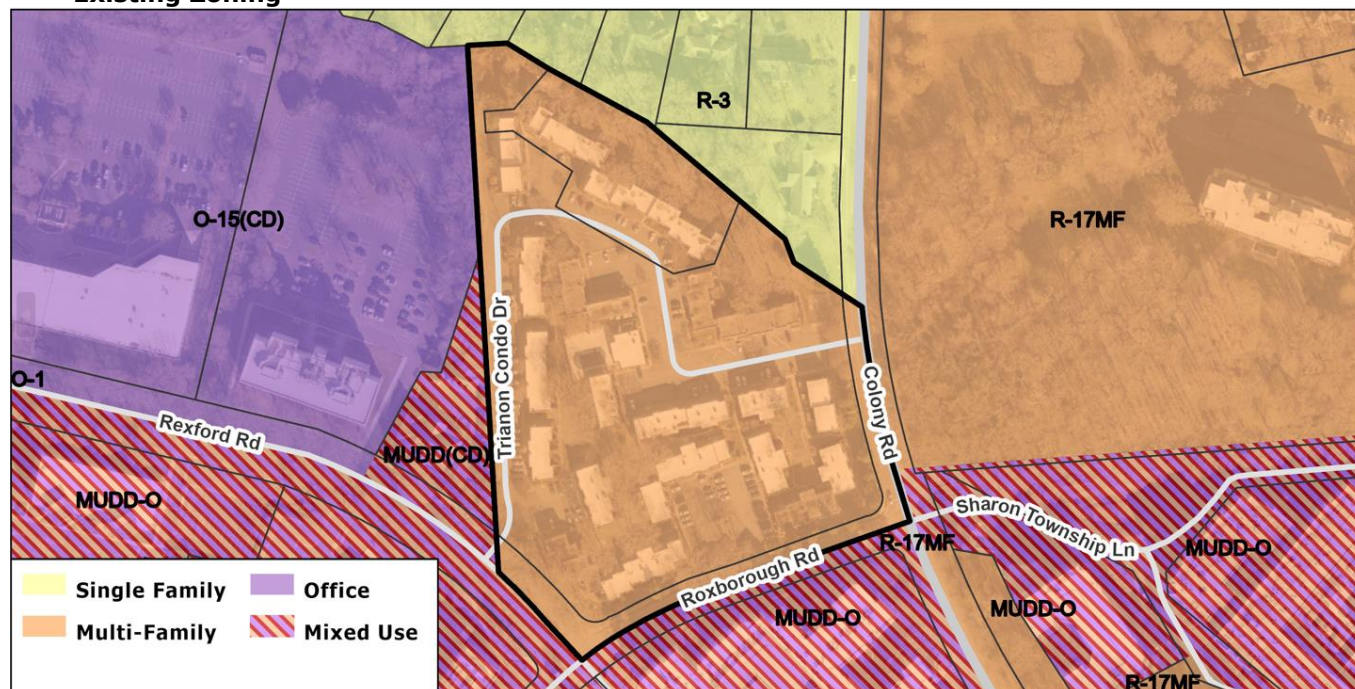 Existing Zoning
R-3
O-15(CD)
R-17MF
Trianon Condo Dr
Colony Rd
O-1
Rexford Rd
MUDD(CD)
MUDD-O
Sharon Township Ln
R-17MF
MUDD-O
Roxborough Rd
MUDD-O
MUDD-O
R-17MF
Single Family
Office
Multi-Family
Mixed Use